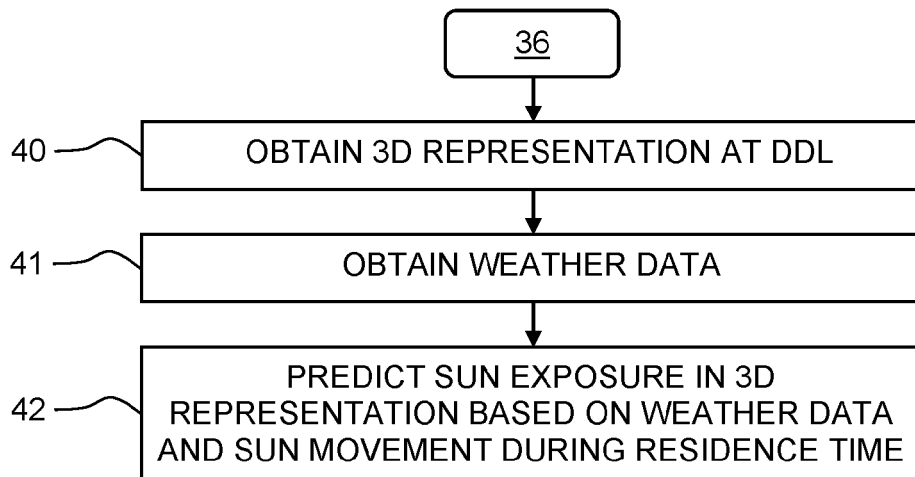 36
40
OBTAIN 3D REPRESENTATION AT DDL
41
OBTAIN WEATHER DATA
42
PREDICT SUN EXPOSURE IN 3D
REPRESENTATION BASED ON WEATHER DATA
AND SUN MOVEMENT DURING RESIDENCE TIME